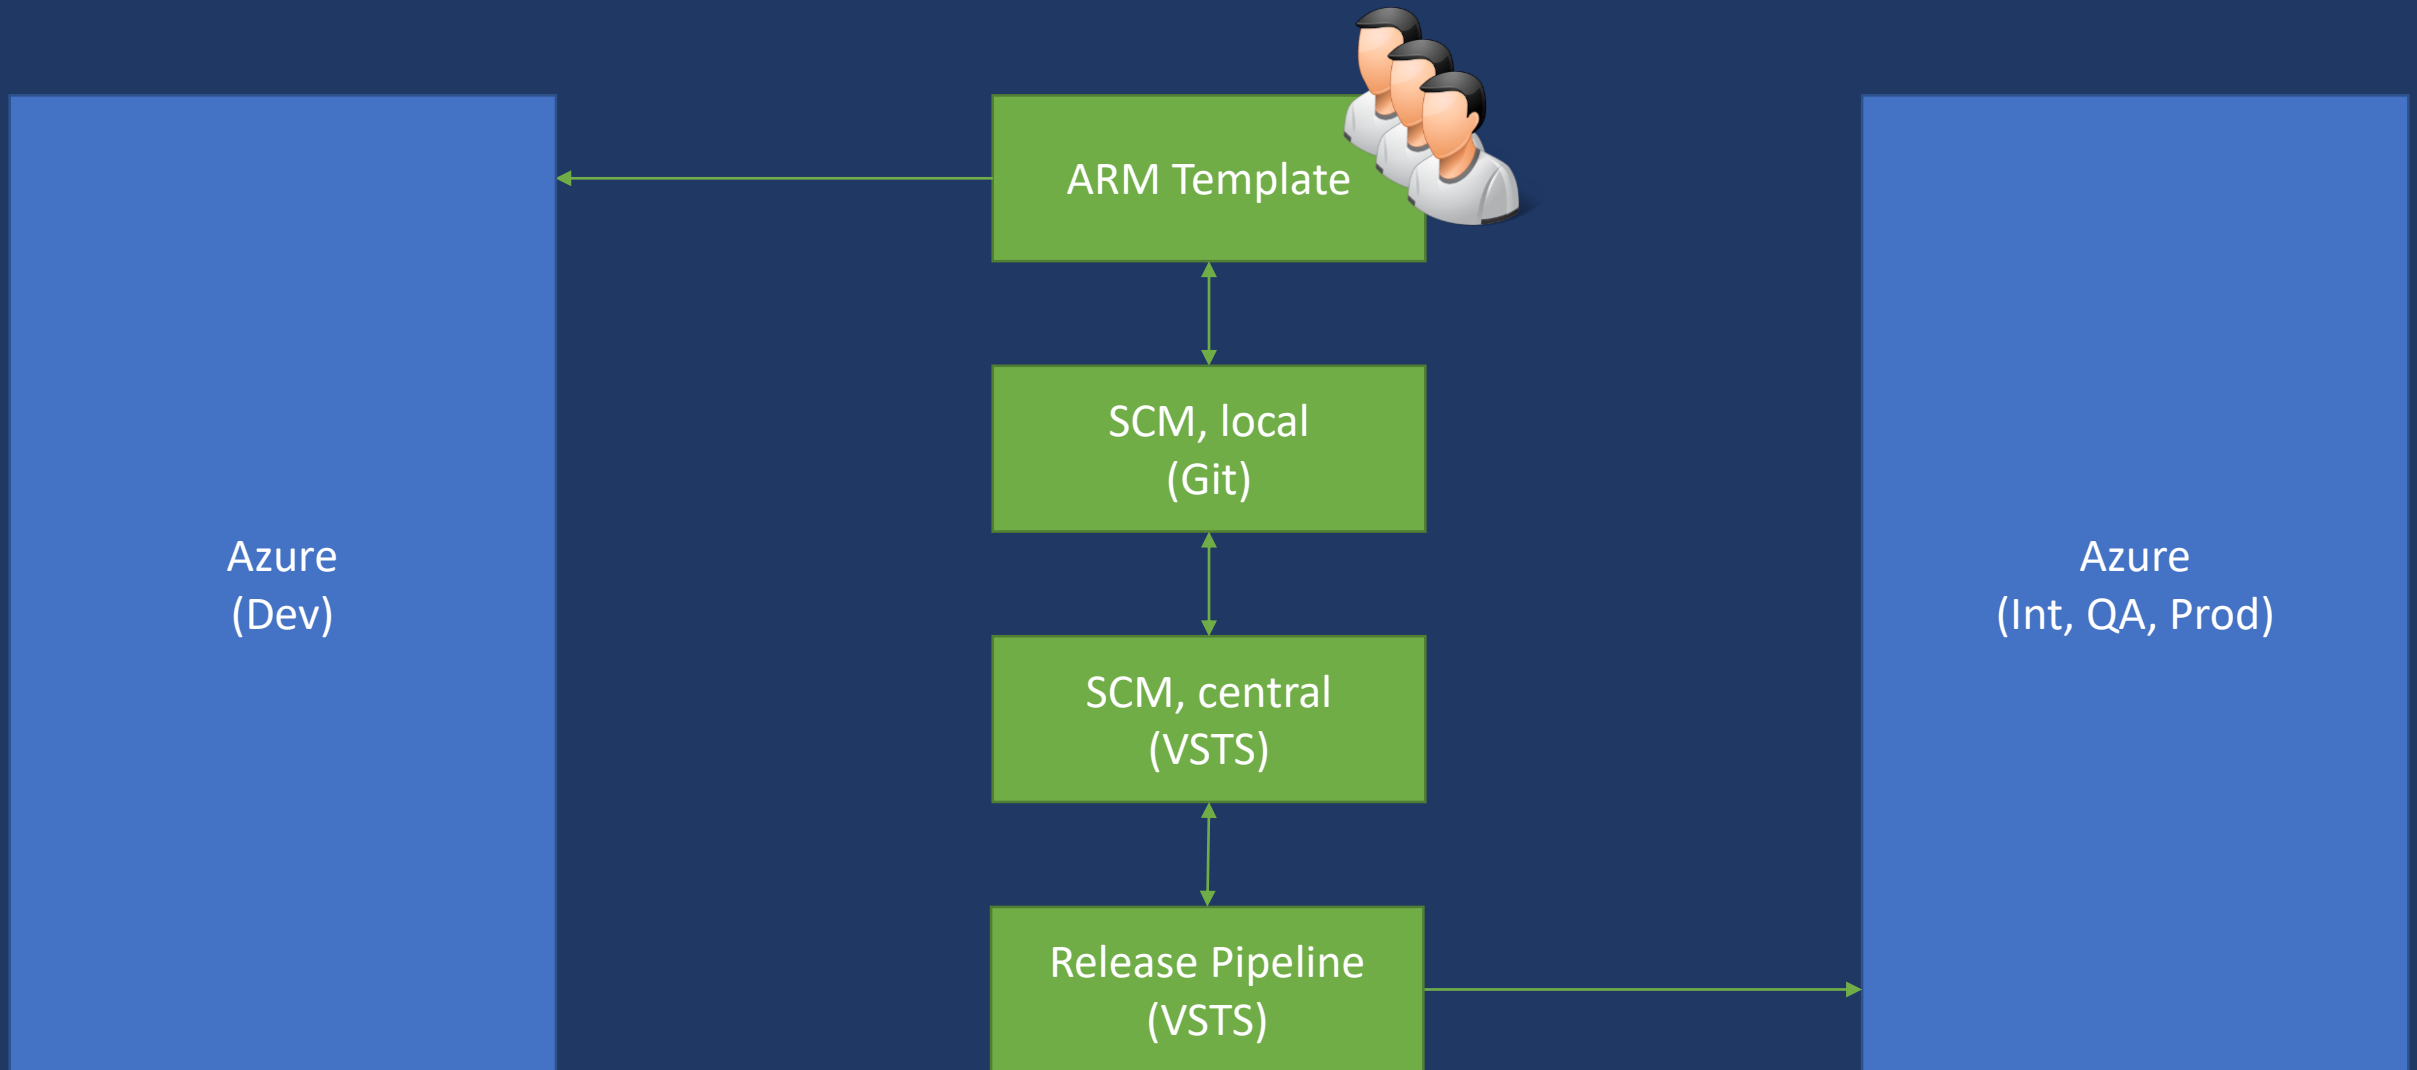 ARM Template
SCM, local
(Git)
Azure
(Dev)
Azure
(Int, QA, Prod)
SCM, central
(VSTS)
Release Pipeline
(VSTS)